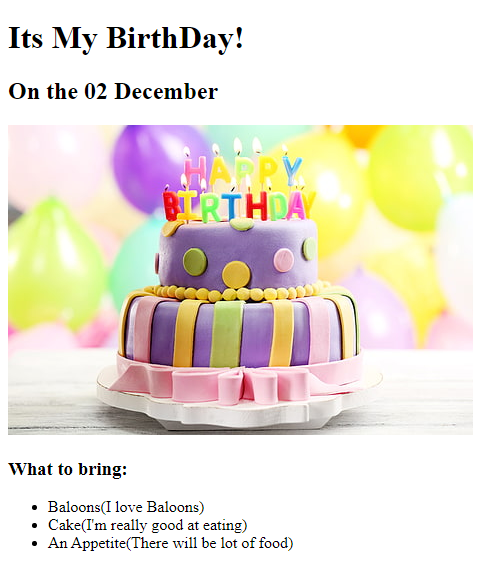 Its My BirthDay!
On the 02 December
HAPPY
BIRTHDAY
What to bring:
Baloons(I love Baloons)
Cake(I'm really good at eating)
An Appetite(There will be lot of food)